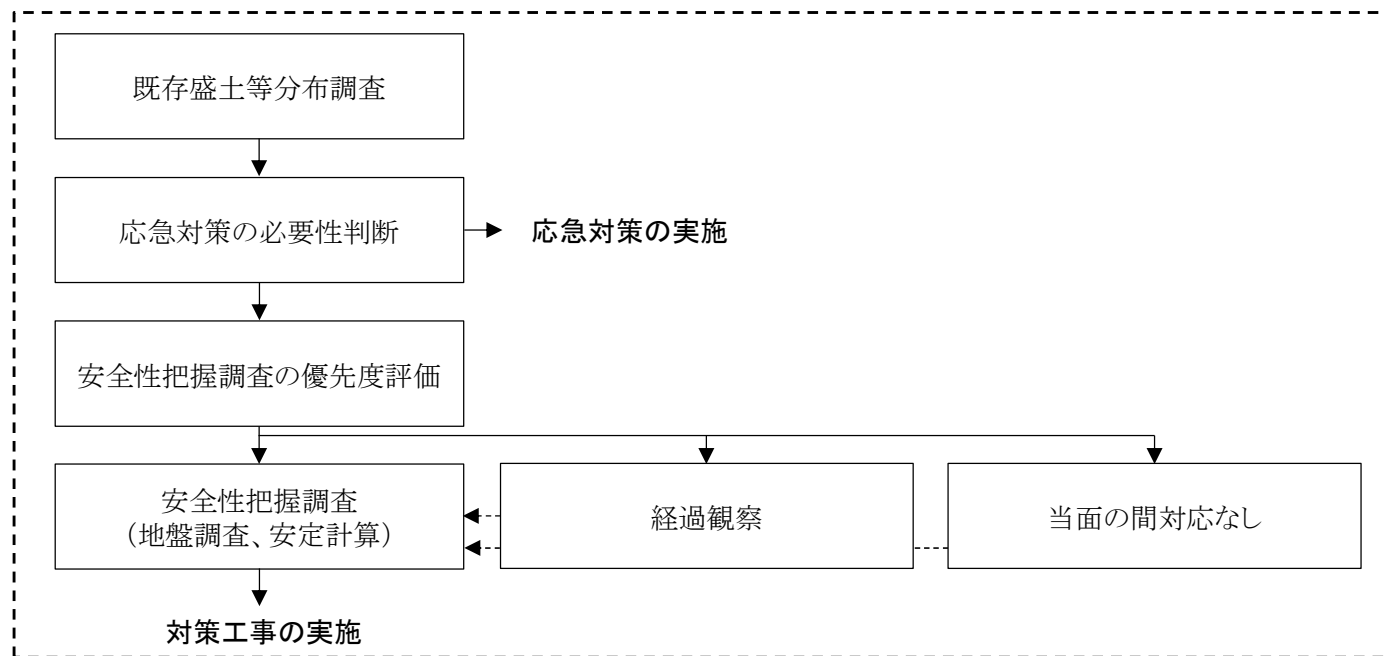 既存盛土等分布調査
応急対策の必要性判断
応急対策の実施
安全性把握調査の優先度評価
安全性把握調査
（地盤調査、安定計算）
経過観察
当面の間対応なし
対策工事の実施